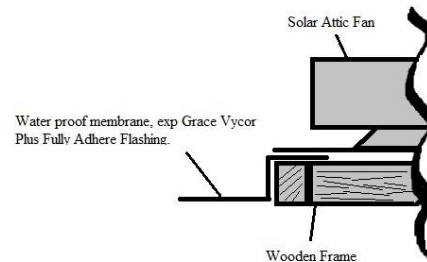 Solar Attic Fan
Water proof membrane, exp Grace Vycor
Plus Fully Adhere Flashing.
Wooden Frame